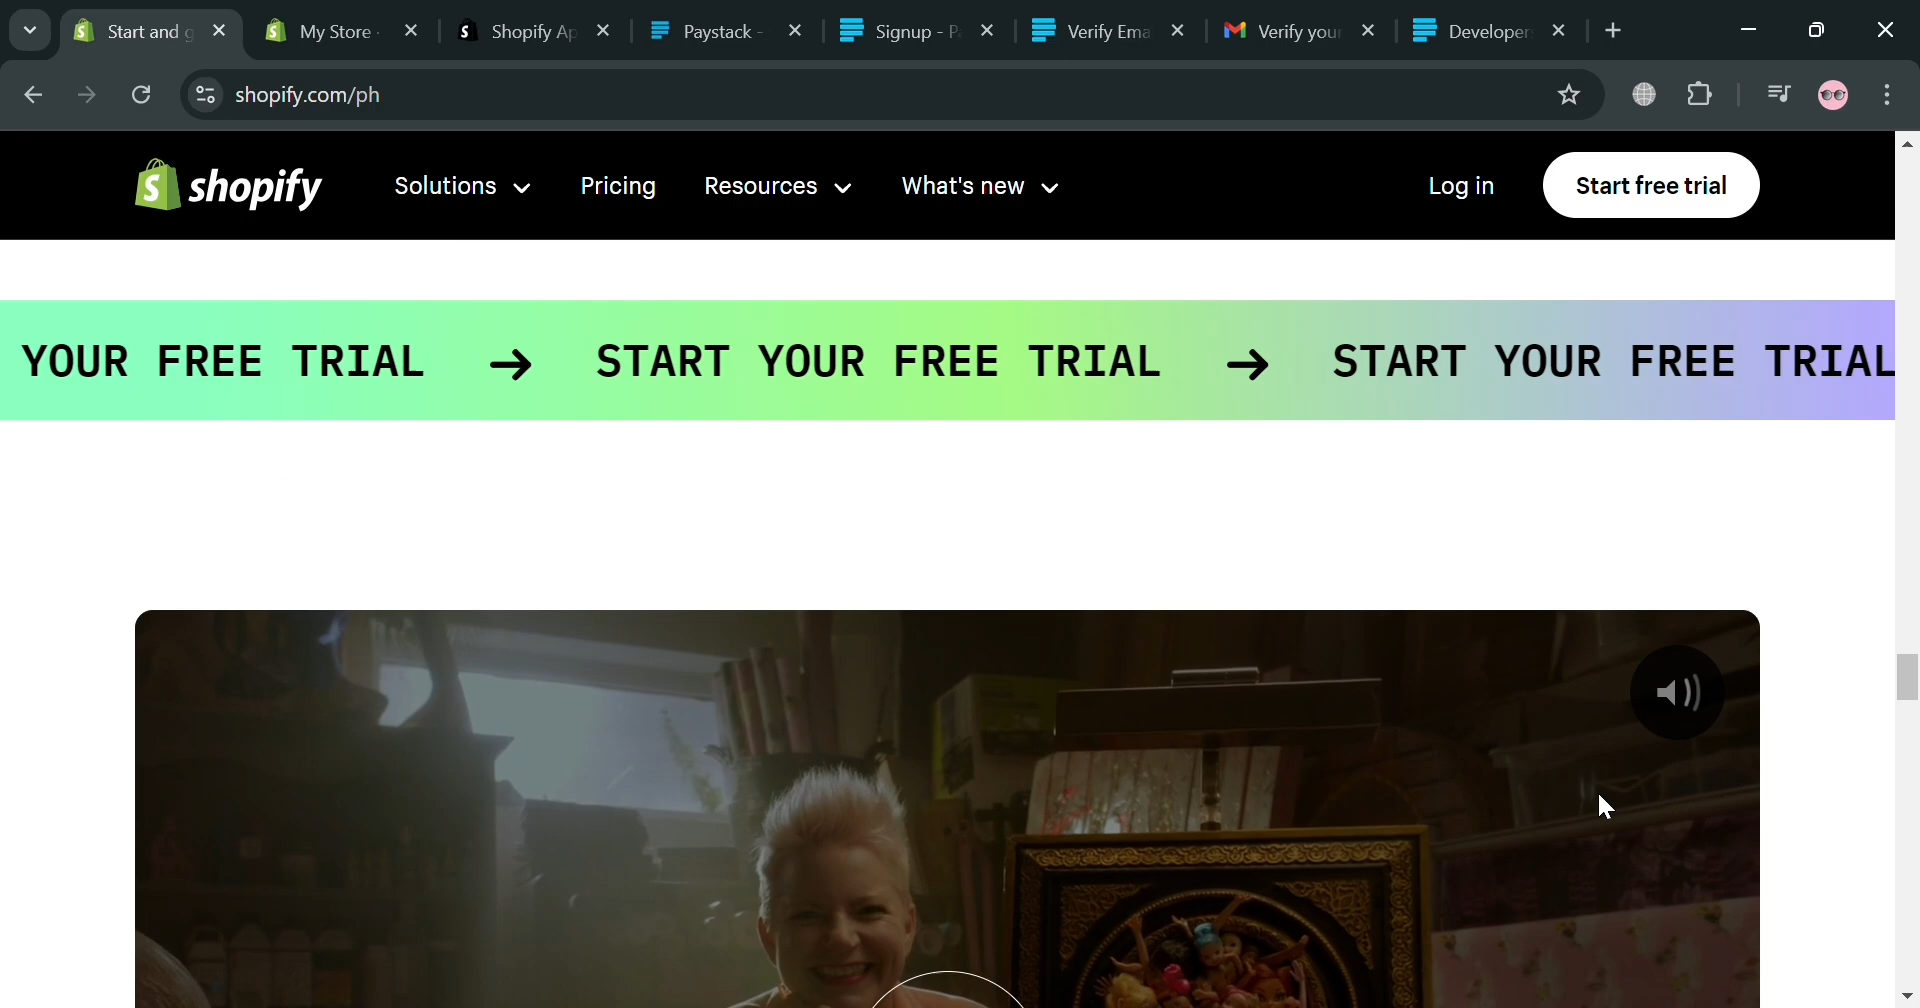 Start and g
My Store -
Shopify Ap
Paystack -
Signup - P
Verify Ema
Verify your
Developer
shopify.com/ph
shopify
Solutions
Pricing
Resources
What's new
Log in
Start free trial
YOUR FREE TRIAL → START YOUR FREE TRIAL → START YOUR FREE TRIAL